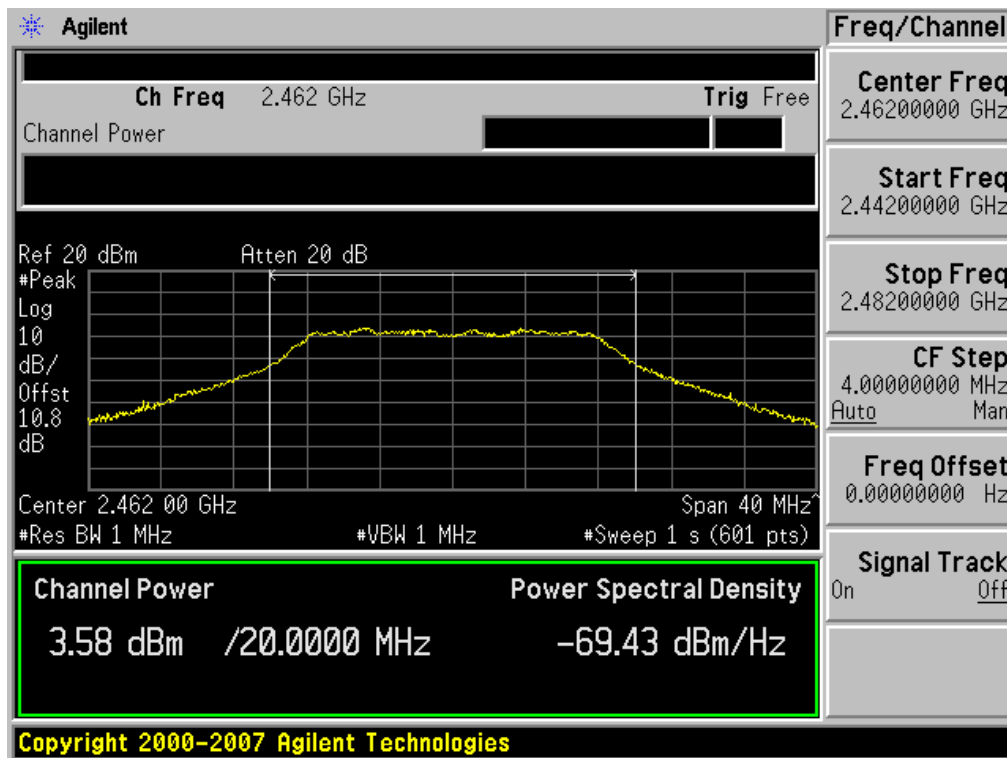 Agilent
Freq/Channel
Ch Freq 2.462 GHz Trig Free
Channel Power
Center Freq
2.46200000 GHz
Start Freq
2.44200000 GHz
Stop Freq
2.48200000 GHz
CF Step
4.00000000 MHz
Auto Man
Freq Offset
0.00000000 Hz
Signal Track
On Off
Ref 20 dBm Atten 20 dB
#Peak
Log
10
dB/
Offst
10.8
dB
Center 2.462 00 GHz Span 40 MHz^
#Res BW 1 MHz #VBW 1 MHz #Sweep 1 s (601 pts)
Channel Power Power Spectral Density
3.58 dBm /20.0000 MHz -69.43 dBm/Hz
Copyright 2000-2007 Agilent Technologies